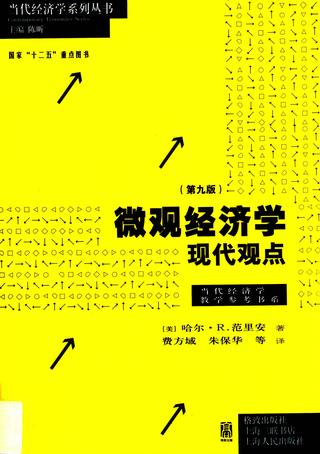 当代经济学系列丛书
Contemporary Economics Series
主编 陈昕
国家“十二五”重点图书
（第九版）
微观经济学
现代观点
当代经济学
教学参考书系
[美] 哈尔·R.范里安 著
费方域 朱保华 等 译
格致出版社
上海三联书店
上海人民出版社